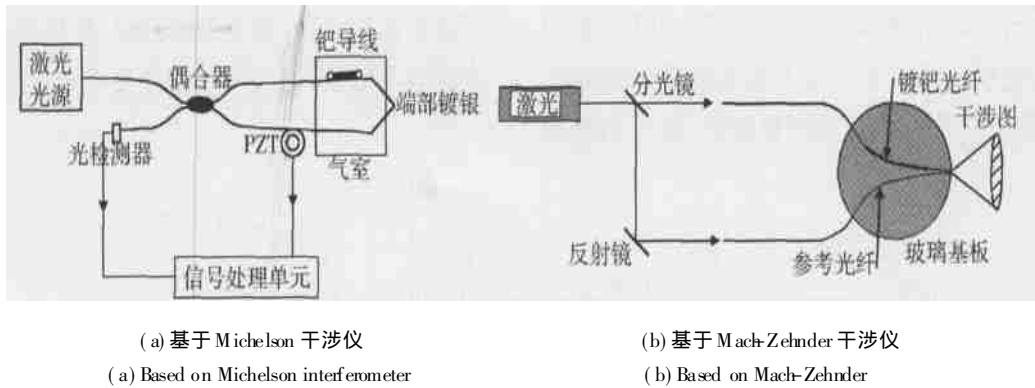 激光
光源
偶合器
钯导线
端部镀银
光检测器
PZT
气室
信号处理单元
激光
分光镜
镀钯光纤
干涉图
反射镜
参考光纤
玻璃基板
(a) 基于 Michelson 干涉仪
(a) Based on Michelson interferometer
(b) 基于 Mach-Zehnder 干涉仪
(b) Based on Mach-Zehnder